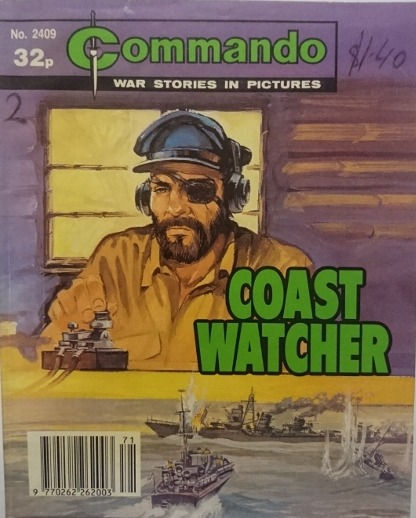 No. 2409
32p
Commando
WAR STORIES IN PICTURES
$1.40
2
COAST
WATCHER
71
9 770262 262003